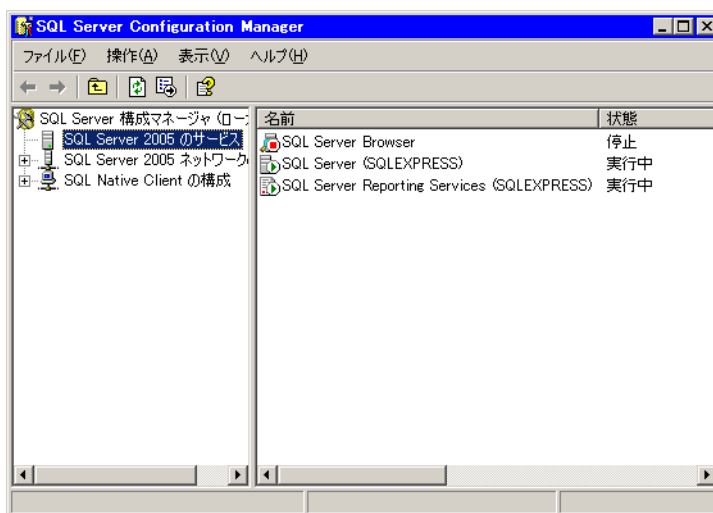 SQL Server Configuration Manager
ファイル(F) 操作(A) 表示(V) ヘルプ(H)
SQL Server 構成マネージャ (ロー
SQL Server 2005 のサービス
SQL Server 2005 ネットワーク
SQL Native Client の構成
名前 状態
SQL Server Browser 停止
SQL Server (SQLEXPRESS) 実行中
SQL Server Reporting Services (SQLEXPRESS) 実行中